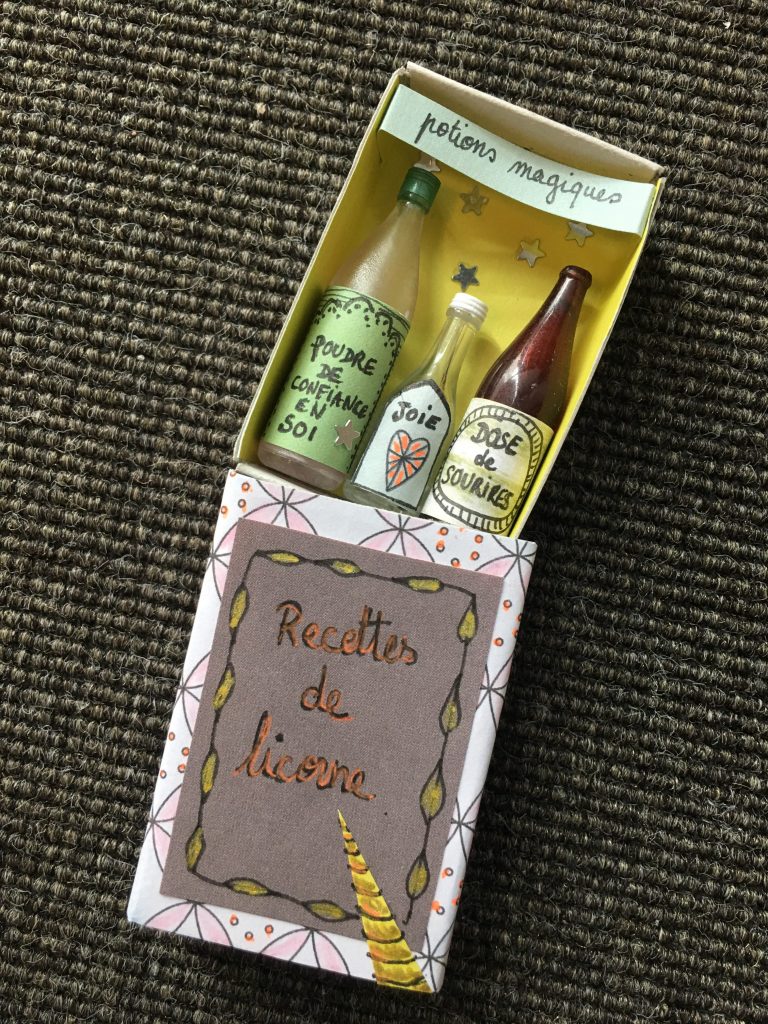 potions magiques
POUDRE
DE
CONFIANCE
EN
SOI
JOIE
DOSE
de
SOURIRES
Recettes
de
licorne